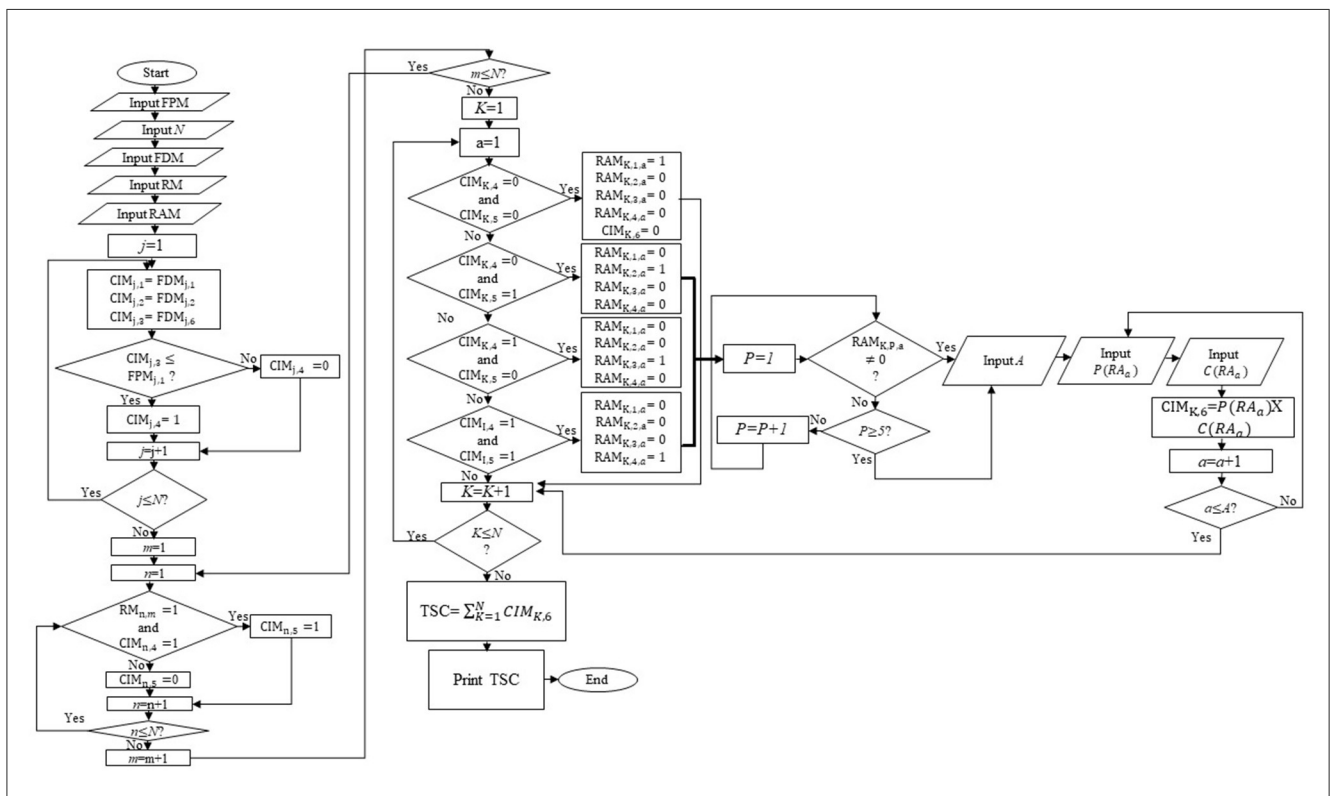 Start
Input FPM
Input N
Input FDM
Input RM
Input RAM
j=1
CIMj,1= FDMj,1
CIMj,2= FDMj,2
CIMj,3= FDMj,6
CIMj,3 ≤
FPMj,1 ?
No
CIMj,4 =0
Yes
CIMj,4= 1
j=j+1
Yes
j≤N?
No
m=1
n=1
RMn,m =1
and
CIMn,4 =1
Yes
CIMn,5 =1
No
CIMn,5 =0
n=n+1
Yes
n≤N?
No
m=m+1
Yes
m≤N?
No
K=1
a=1
CIMK,4 =0
and
CIMK,5 =0
Yes
RAMK,1,a= 1
RAMK,2,a= 0
RAMK,3,a= 0
RAMK,4,a= 0
CIMK,6= 0
No
CIMK,4 =0
and
CIMK,5 =1
Yes
RAMK,1,a= 0
RAMK,2,a= 1
RAMK,3,a= 0
RAMK,4,a= 0
No
CIMK,4 =1
and
CIMK,5 =0
Yes
RAMK,1,a= 0
RAMK,2,a= 0
RAMK,3,a= 1
RAMK,4,a= 0
No
CIMI,4 =1
and
CIMI,5 =1
Yes
RAMK,1,a= 0
RAMK,2,a= 0
RAMK,3,a= 0
RAMK,4,a= 1
No
K=K+1
Yes
K≤N
?
No
TSC= ∑K=1N CIMK,6
Print TSC
End
P=1
RAMK,P,a
≠ 0
?
Yes
No
P≥5?
No
P=P+1
Yes
Input A
Input
P(RAa)
Input
C(RAa)
CIMK,6=P(RAa)X
C(RAa)
a=a+1
a≤A?
No
Yes